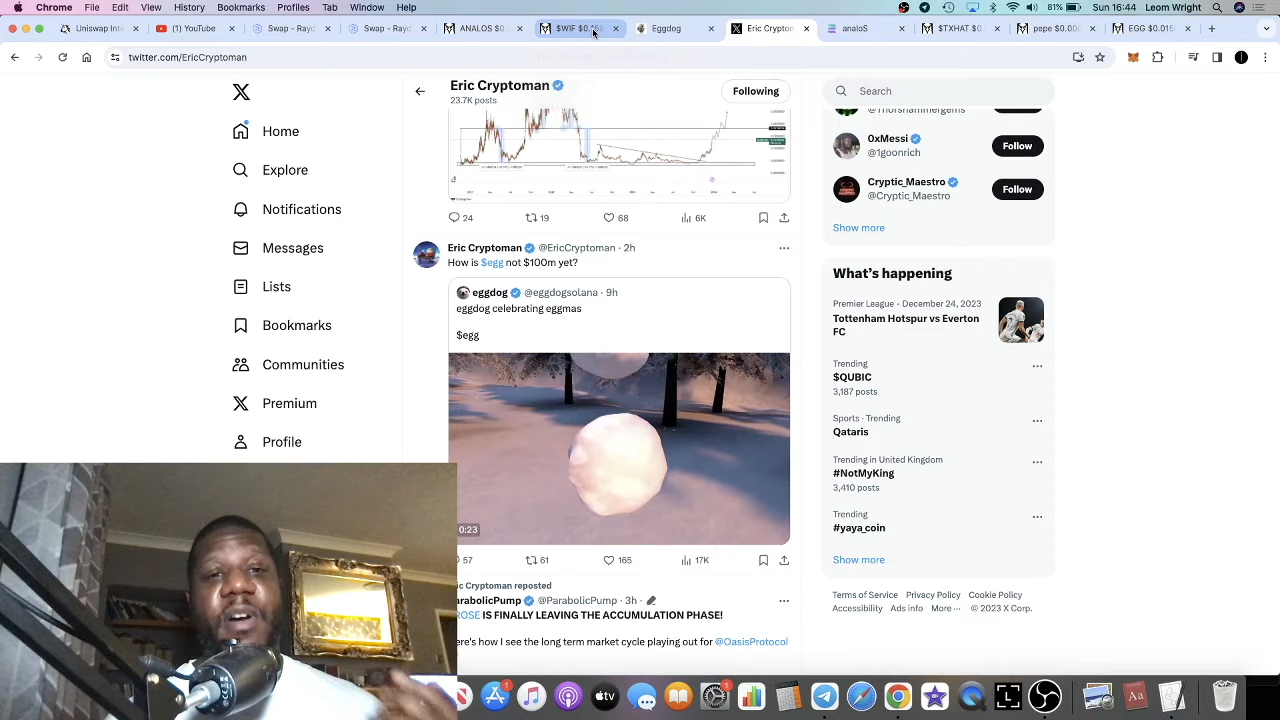 Chrome File Edit View History Bookmarks Profiles Tab Window Help
81% Sun 16:44 Leom Wright
Uniswap Inte
(1) YouTube
Swap - Rayd
Swap - Rayd
ANALOS $0
$WIF $0.159
Eggdog
Eric Cryptom
analoS
$TXHAT $0
pepe $0.00
EGG $0.015
twitter.com/EricCryptoman
Eric Cryptoman
23.7K posts
Following
Search
Home
Explore
Notifications
Messages
Lists
Bookmarks
Communities
Premium
Profile
24 19 68 6K
Eric Cryptoman @EricCryptoman · 2h
How is $egg not $100m yet?
eggdog @eggdogsolana · 9h
eggdog celebrating eggmas
$egg
0:23
57 61 165 17K
ic Cryptoman reposted
arabolicPump @ParabolicPump · 3h ·
ROSE IS FINALLY LEAVING THE ACCUMULATION PHASE!
ere's how I see the long term market cycle playing out for @OasisProtocol
@Thorshammergems
0xMessi
@1goonrich
Follow
Cryptic_Maestro
@Cryptic_Maestro
Follow
Show more
What's happening
Premier League · December 24, 2023
Tottenham Hotspur vs Everton
FC
Trending
$QUBIC
3,187 posts
Sports · Trending
Qataris
Trending in United Kingdom
#NotMyKing
3,410 posts
Trending
#yaya_coin
Show more
Terms of Service Privacy Policy Cookie Policy
Accessibility Ads info More ··· © 2023 X Corp.